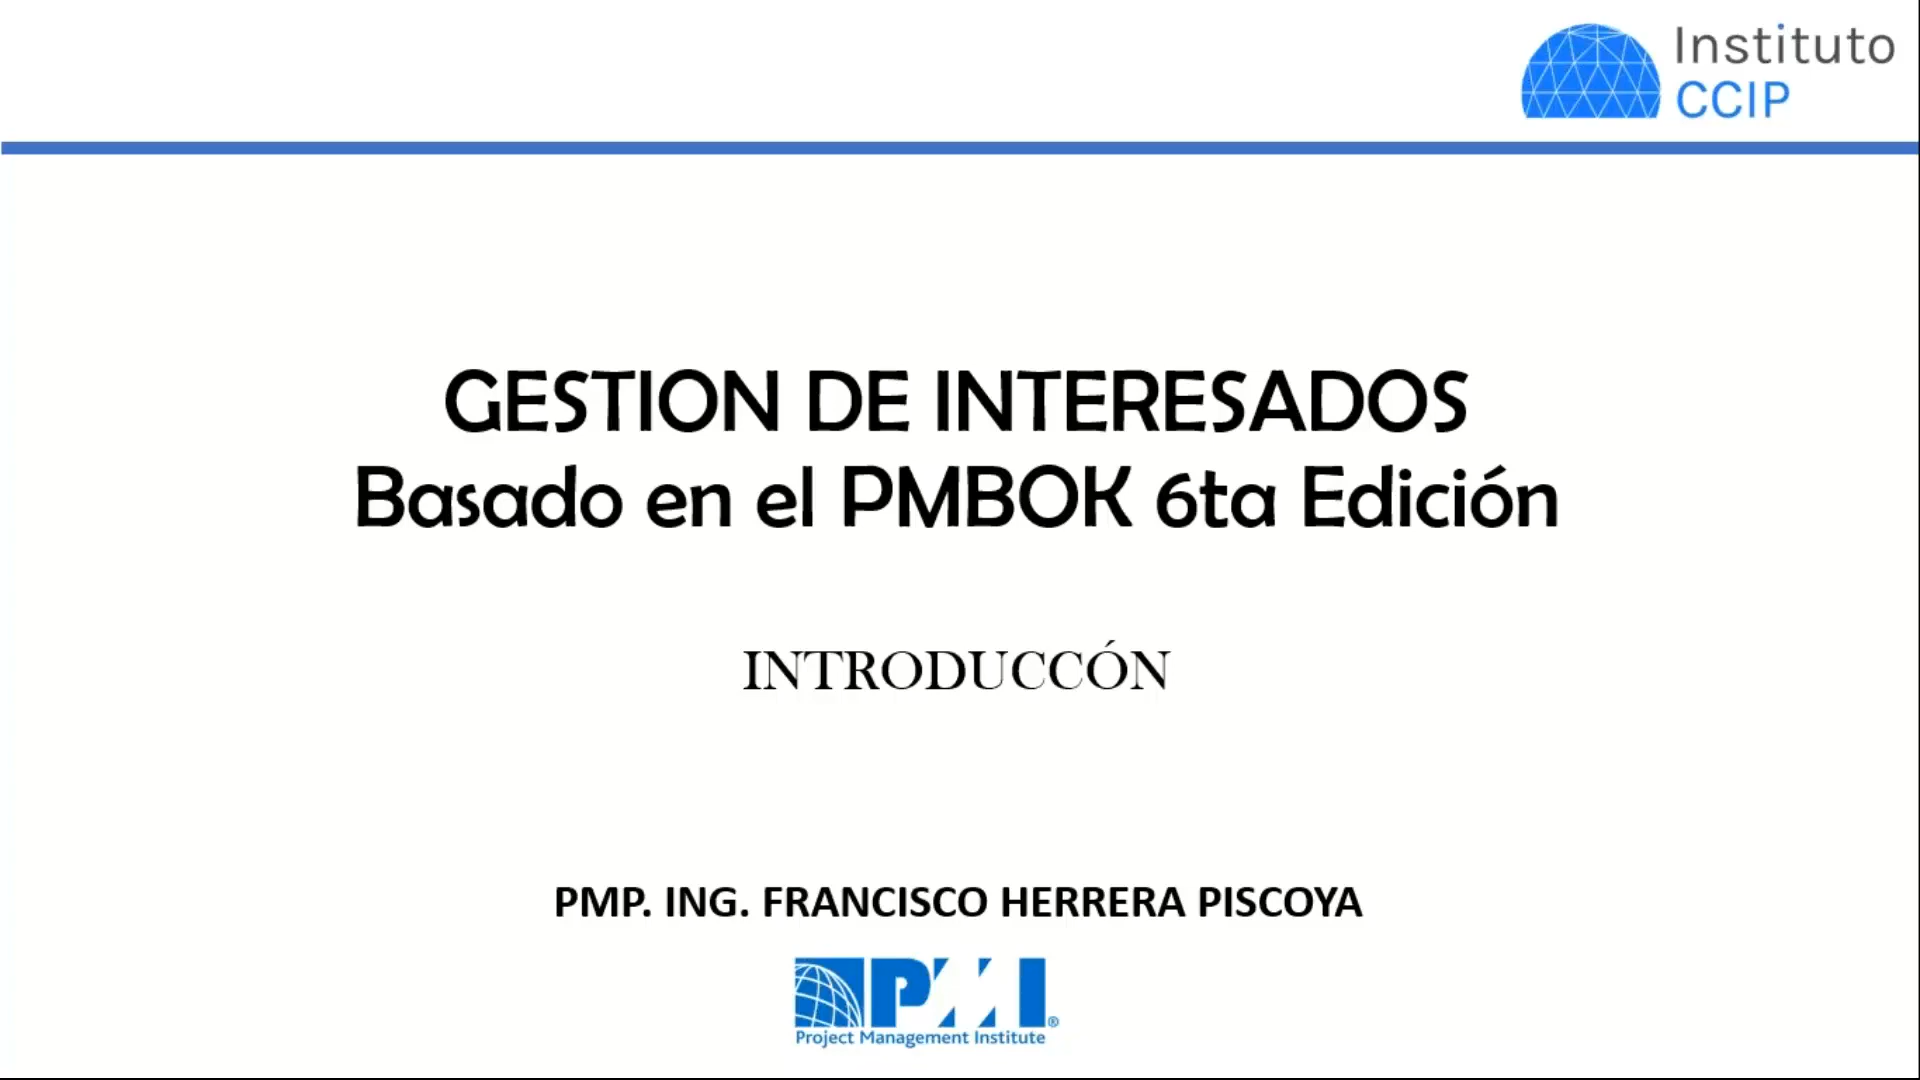 Instituto
CCIP
GESTION DE INTERESADOS
Basado en el PMBOK 6ta Edición
INTRODUCCÓN
PMP. ING. FRANCISCO HERRERA PISCOYA
PMI®
Project Management Institute